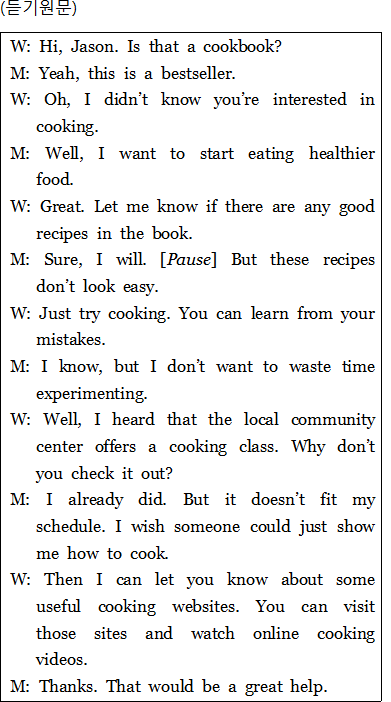 (듣기원문)
W: Hi, Jason. Is that a cookbook?
M: Yeah, this is a bestseller.
W: Oh, I didn’t know you’re interested in
cooking.
M: Well, I want to start eating healthier
food.
W: Great. Let me know if there are any good
recipes in the book.
M: Sure, I will. [Pause] But these recipes
don’t look easy.
W: Just try cooking. You can learn from your
mistakes.
M: I know, but I don’t want to waste time
experimenting.
W: Well, I heard that the local community
center offers a cooking class. Why don’t
you check it out?
M: I already did. But it doesn’t fit my
schedule. I wish someone could just show
me how to cook.
W: Then I can let you know about some
useful cooking websites. You can visit
those sites and watch online cooking
videos.
M: Thanks. That would be a great help.